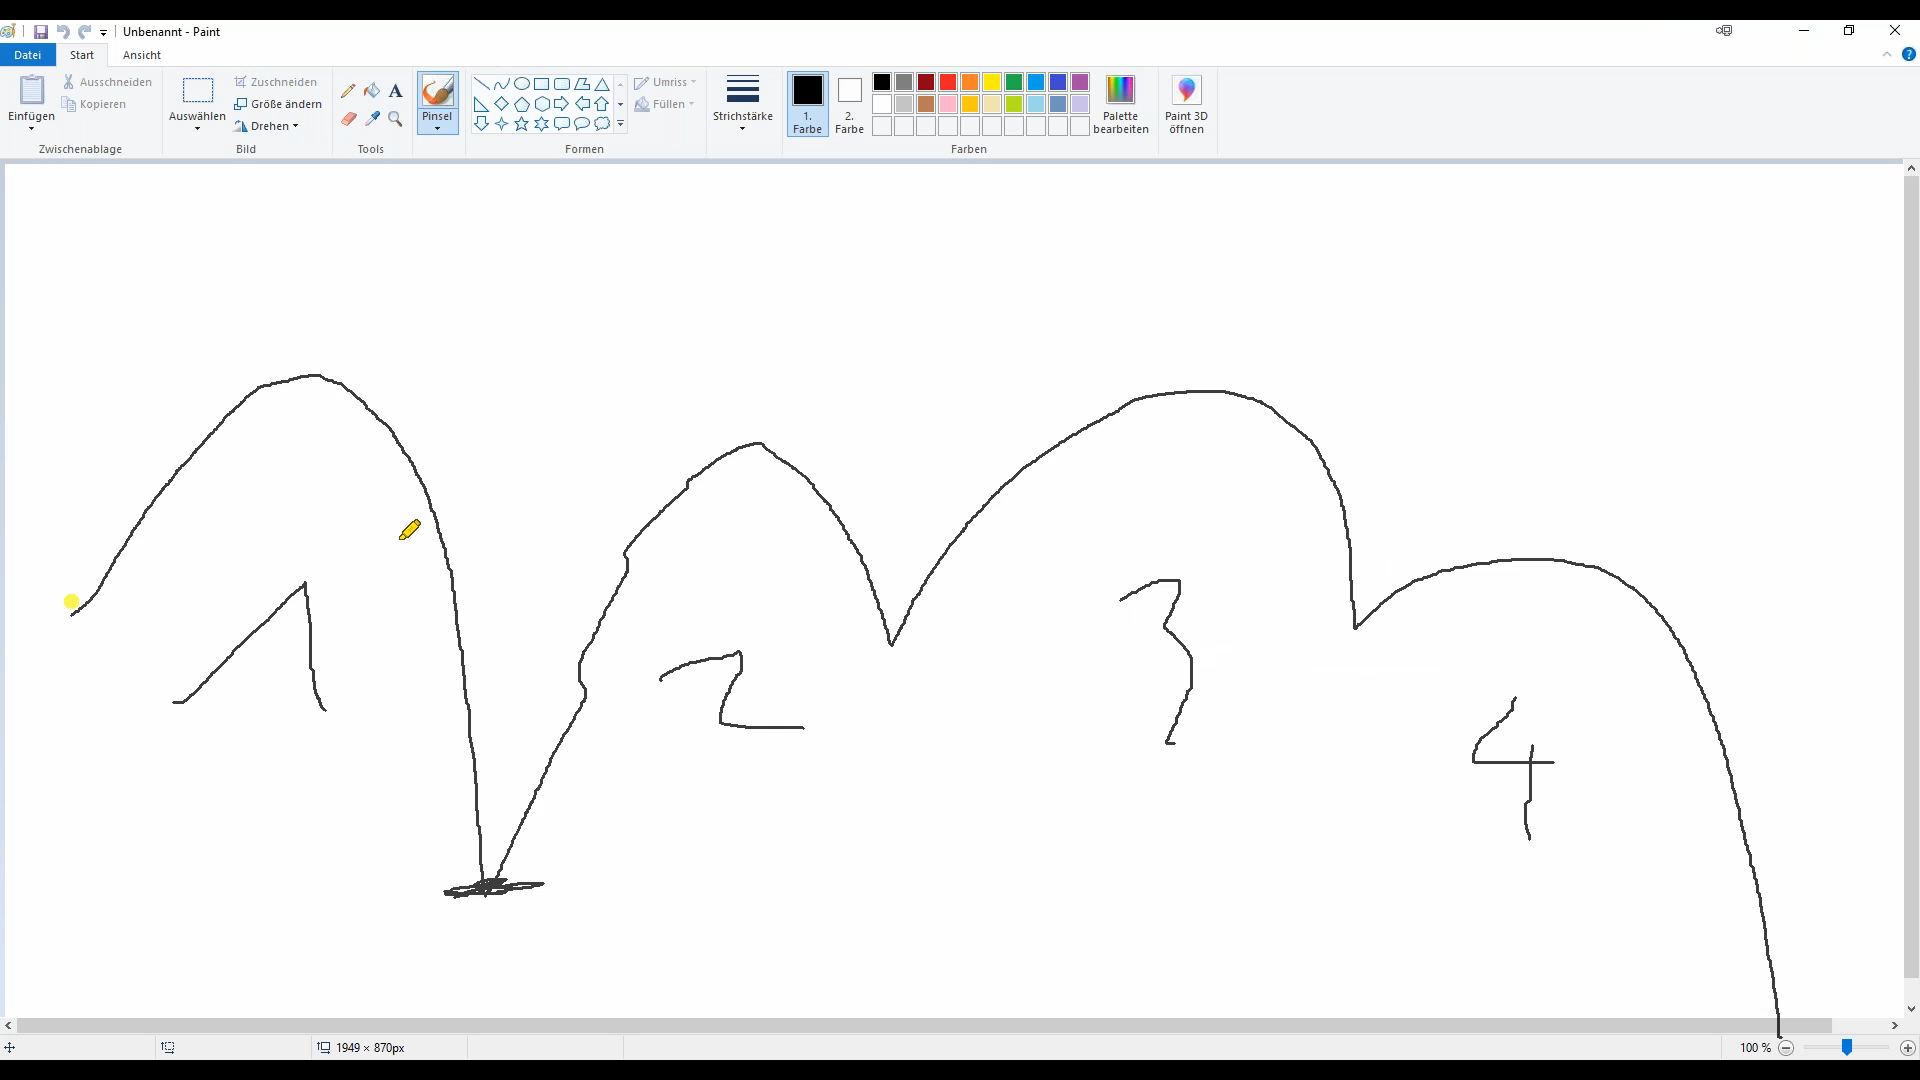 Unbenannt - Paint
Datei Start Ansicht
Einfügen
Ausschneiden
Kopieren
Zwischenablage
Auswählen
Zuschneiden
Größe ändern
Drehen
Bild
A
Tools
Pinsel
Formen
Umriss
Füllen
Strichstärke
1.
Farbe
2.
Farbe
Farben
Palette
bearbeiten
Paint 3D
öffnen
1
2
3
4
1949 × 870px
100 %